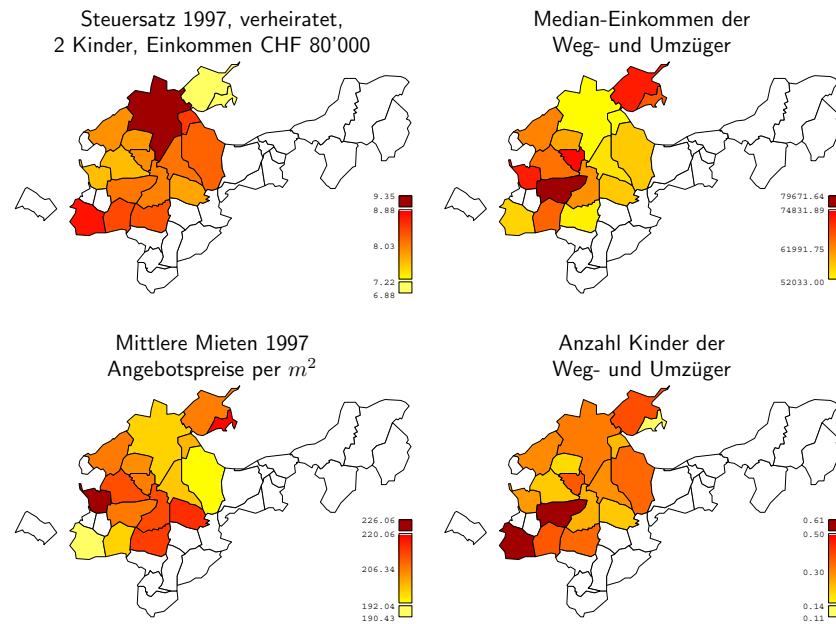 Steuersatz 1997, verheiratet,
2 Kinder, Einkommen CHF 80'000
9.35
8.88
8.03
7.22
6.88
Median-Einkommen der
Weg- und Umzüger
79671.64
74831.89
61991.75
52033.00
Mittlere Mieten 1997
Angebotspreise per m²
226.06
220.06
206.34
192.04
190.43
Anzahl Kinder der
Weg- und Umzüger
0.61
0.50
0.30
0.14
0.11